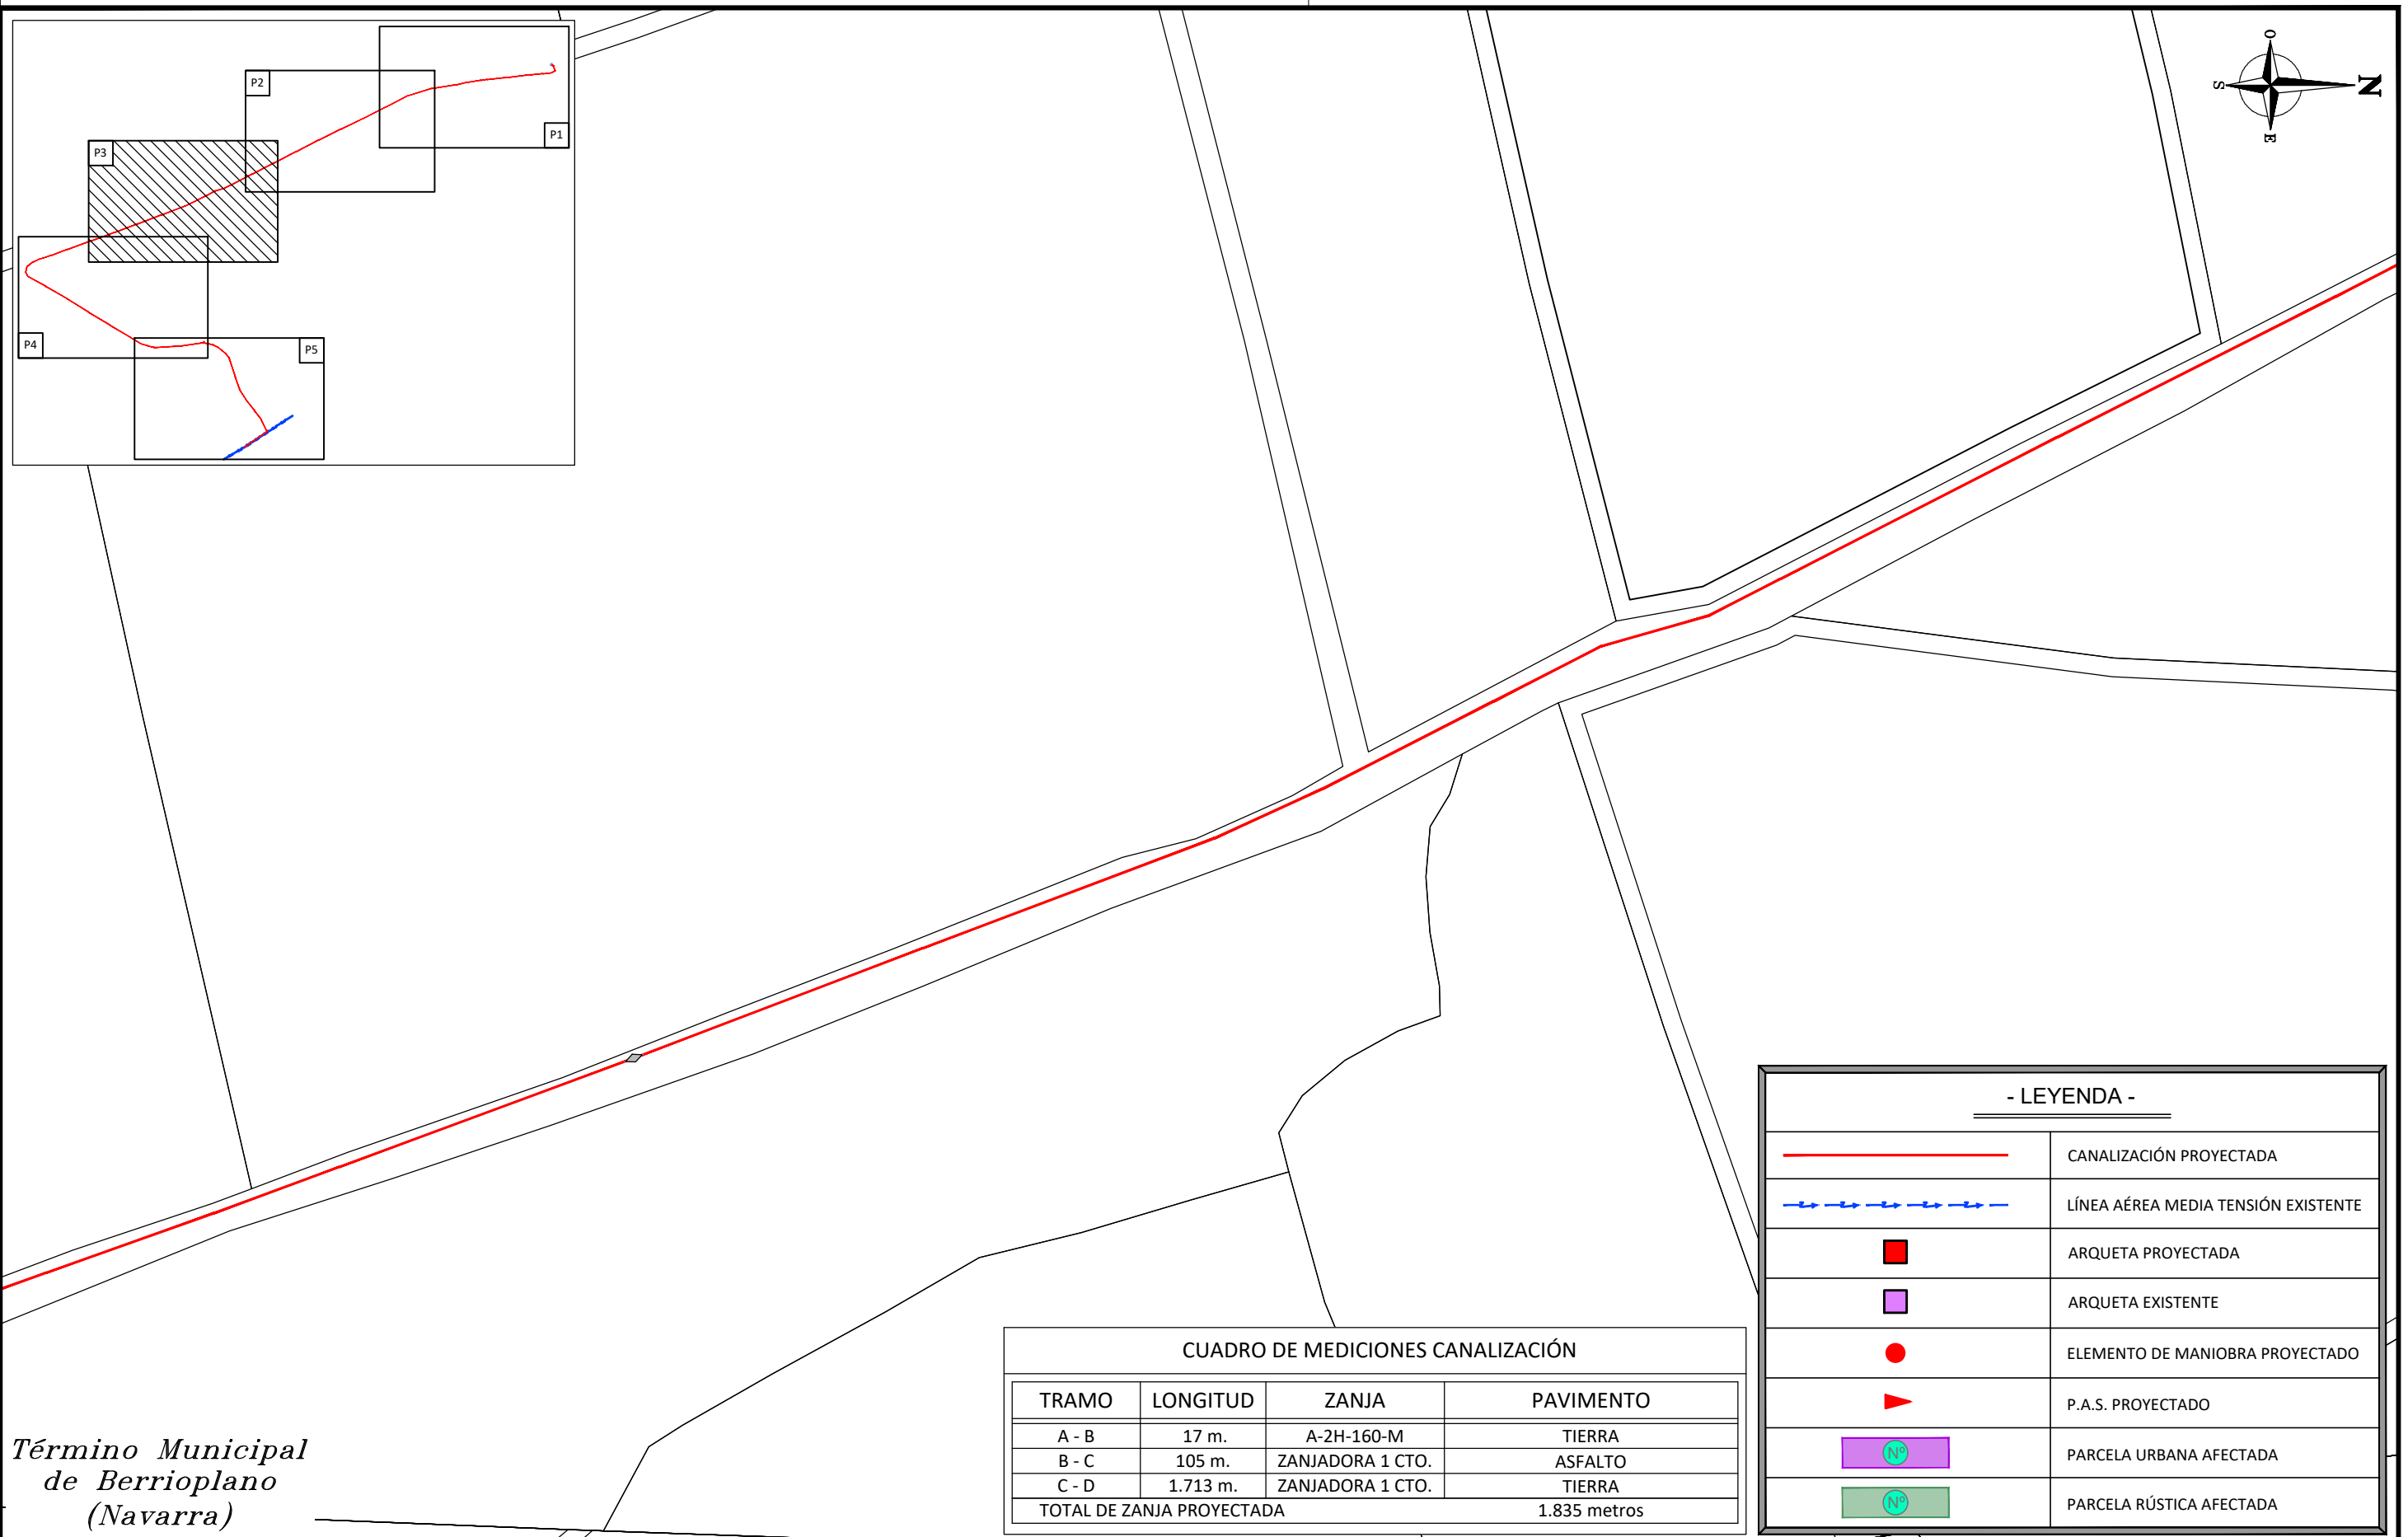 P2
P1
P3
P4
P5
O
N
S
E
- LEYENDA -
CANALIZACIÓN PROYECTADA
LÍNEA AÉREA MEDIA TENSIÓN EXISTENTE
ARQUETA PROYECTADA
ARQUETA EXISTENTE
ELEMENTO DE MANIOBRA PROYECTADO
P.A.S. PROYECTADO
Nº PARCELA URBANA AFECTADA
Nº PARCELA RÚSTICA AFECTADA
CUADRO DE MEDICIONES CANALIZACIÓN
TRAMO LONGITUD ZANJA PAVIMENTO
A - B 17 m. A-2H-160-M TIERRA
B - C 105 m. ZANJADORA 1 CTO. ASFALTO
C - D 1.713 m. ZANJADORA 1 CTO. TIERRA
TOTAL DE ZANJA PROYECTADA 1.835 metros
Término Municipal
de Berrioplano
(Navarra)